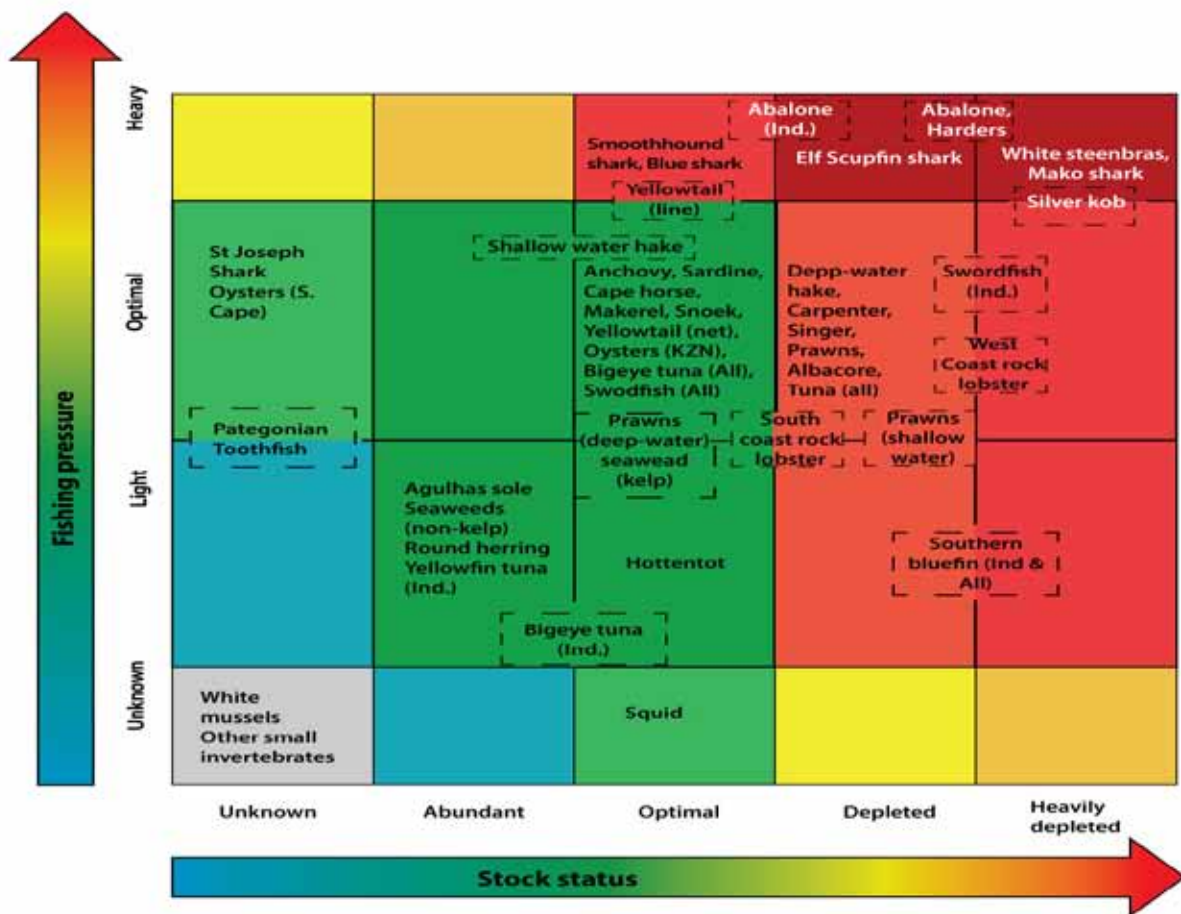 Fishing pressure
Heavy
Optimal
Light
Unknown
Abalone
(Ind.)
Abalone,
Harders
Smoothhound
shark, Blue shark
Elf Scupfin shark
White steenbras,
Mako shark
Yellowtail
(line)
Silver kob
St Joseph
Shark
Oysters (S.
Cape)
Shallow water hake
Anchovy, Sardine,
Cape horse,
Makerel, Snoek,
Yellowtail (net),
Oysters (KZN)
Bigeye tuna (All),
Swodfish (All)
Depp-water
hake,
Carpenter,
Singer,
Prawns,
Albacore,
Tuna (all)
Swordfish
(Ind.)
West
Coast rock
lobster
Pategonian
Toothfish
Prawns
(deep-water)
seawead
(kelp)
South
coast rock
lobster
Prawns
(shallow
water)
Agulhas sole
Seaweeds
(non-kelp)
Round herring
Yellowfin tuna
(Ind.)
Hottentot
Southern
bluefin (Ind &
All)
Bigeye tuna
(Ind.)
White
mussels
Other small
invertebrates
Squid
Unknown
Abundant
Optimal
Depleted
Heavily
depleted
Stock status